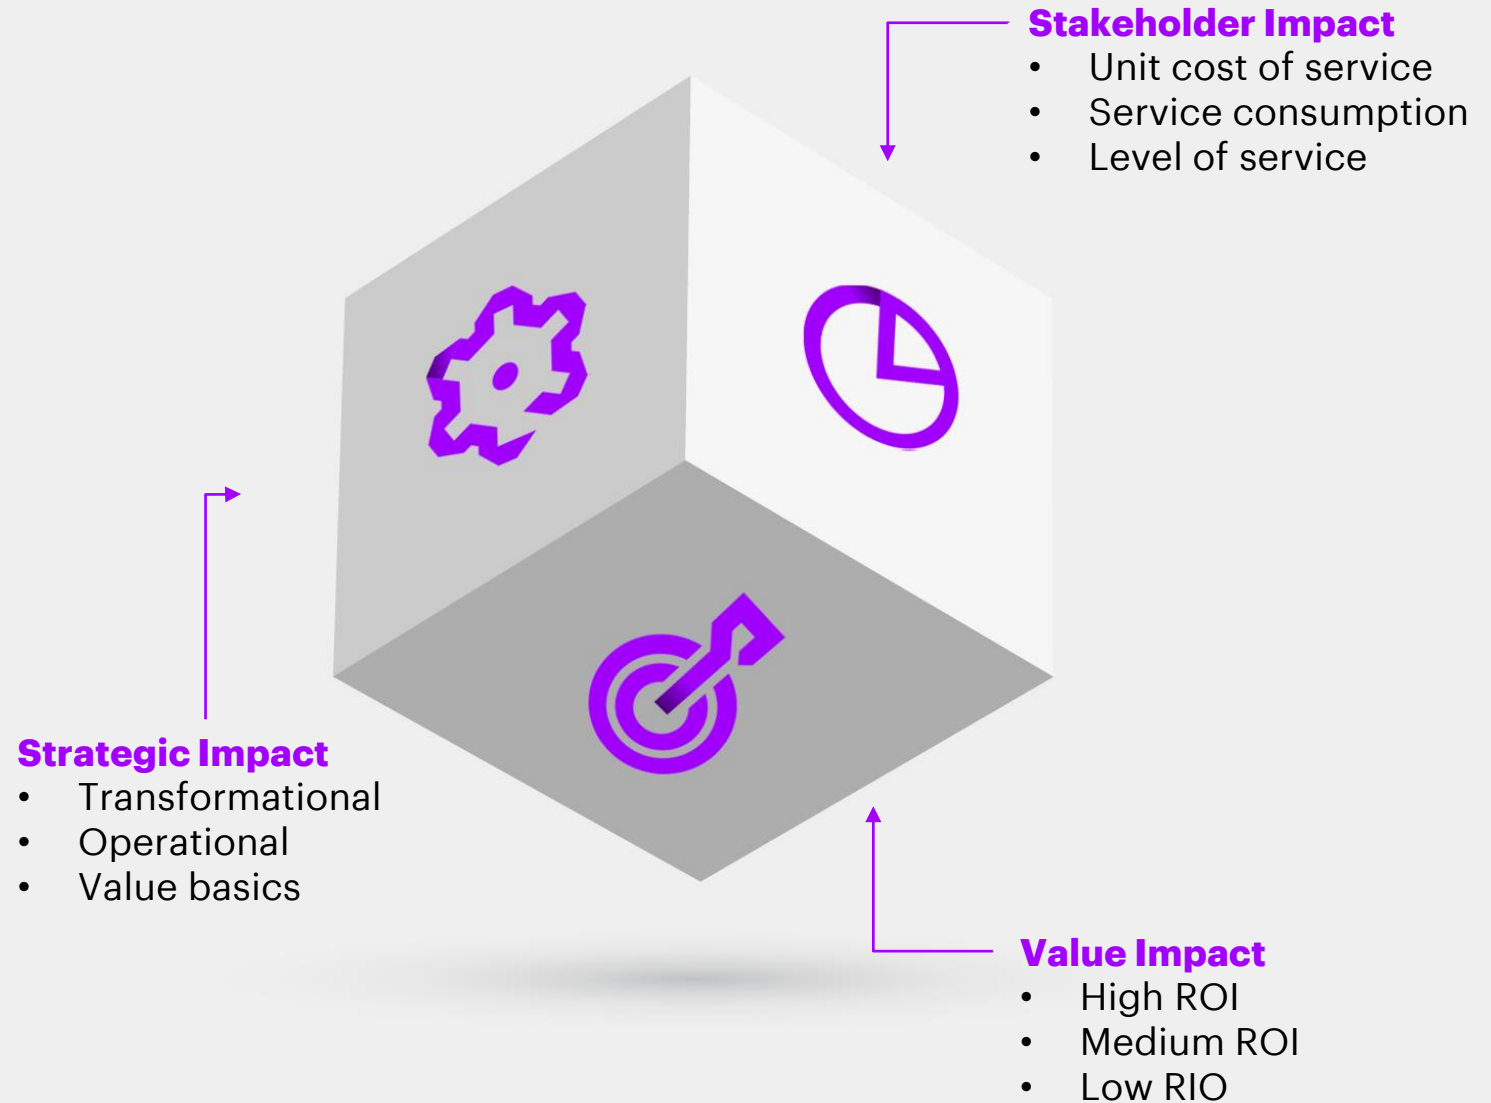 Stakeholder Impact
• Unit cost of service
• Service consumption
• Level of service
Strategic Impact
• Transformational
• Operational
• Value basics
Value Impact
• High ROI
• Medium ROI
• Low RIO